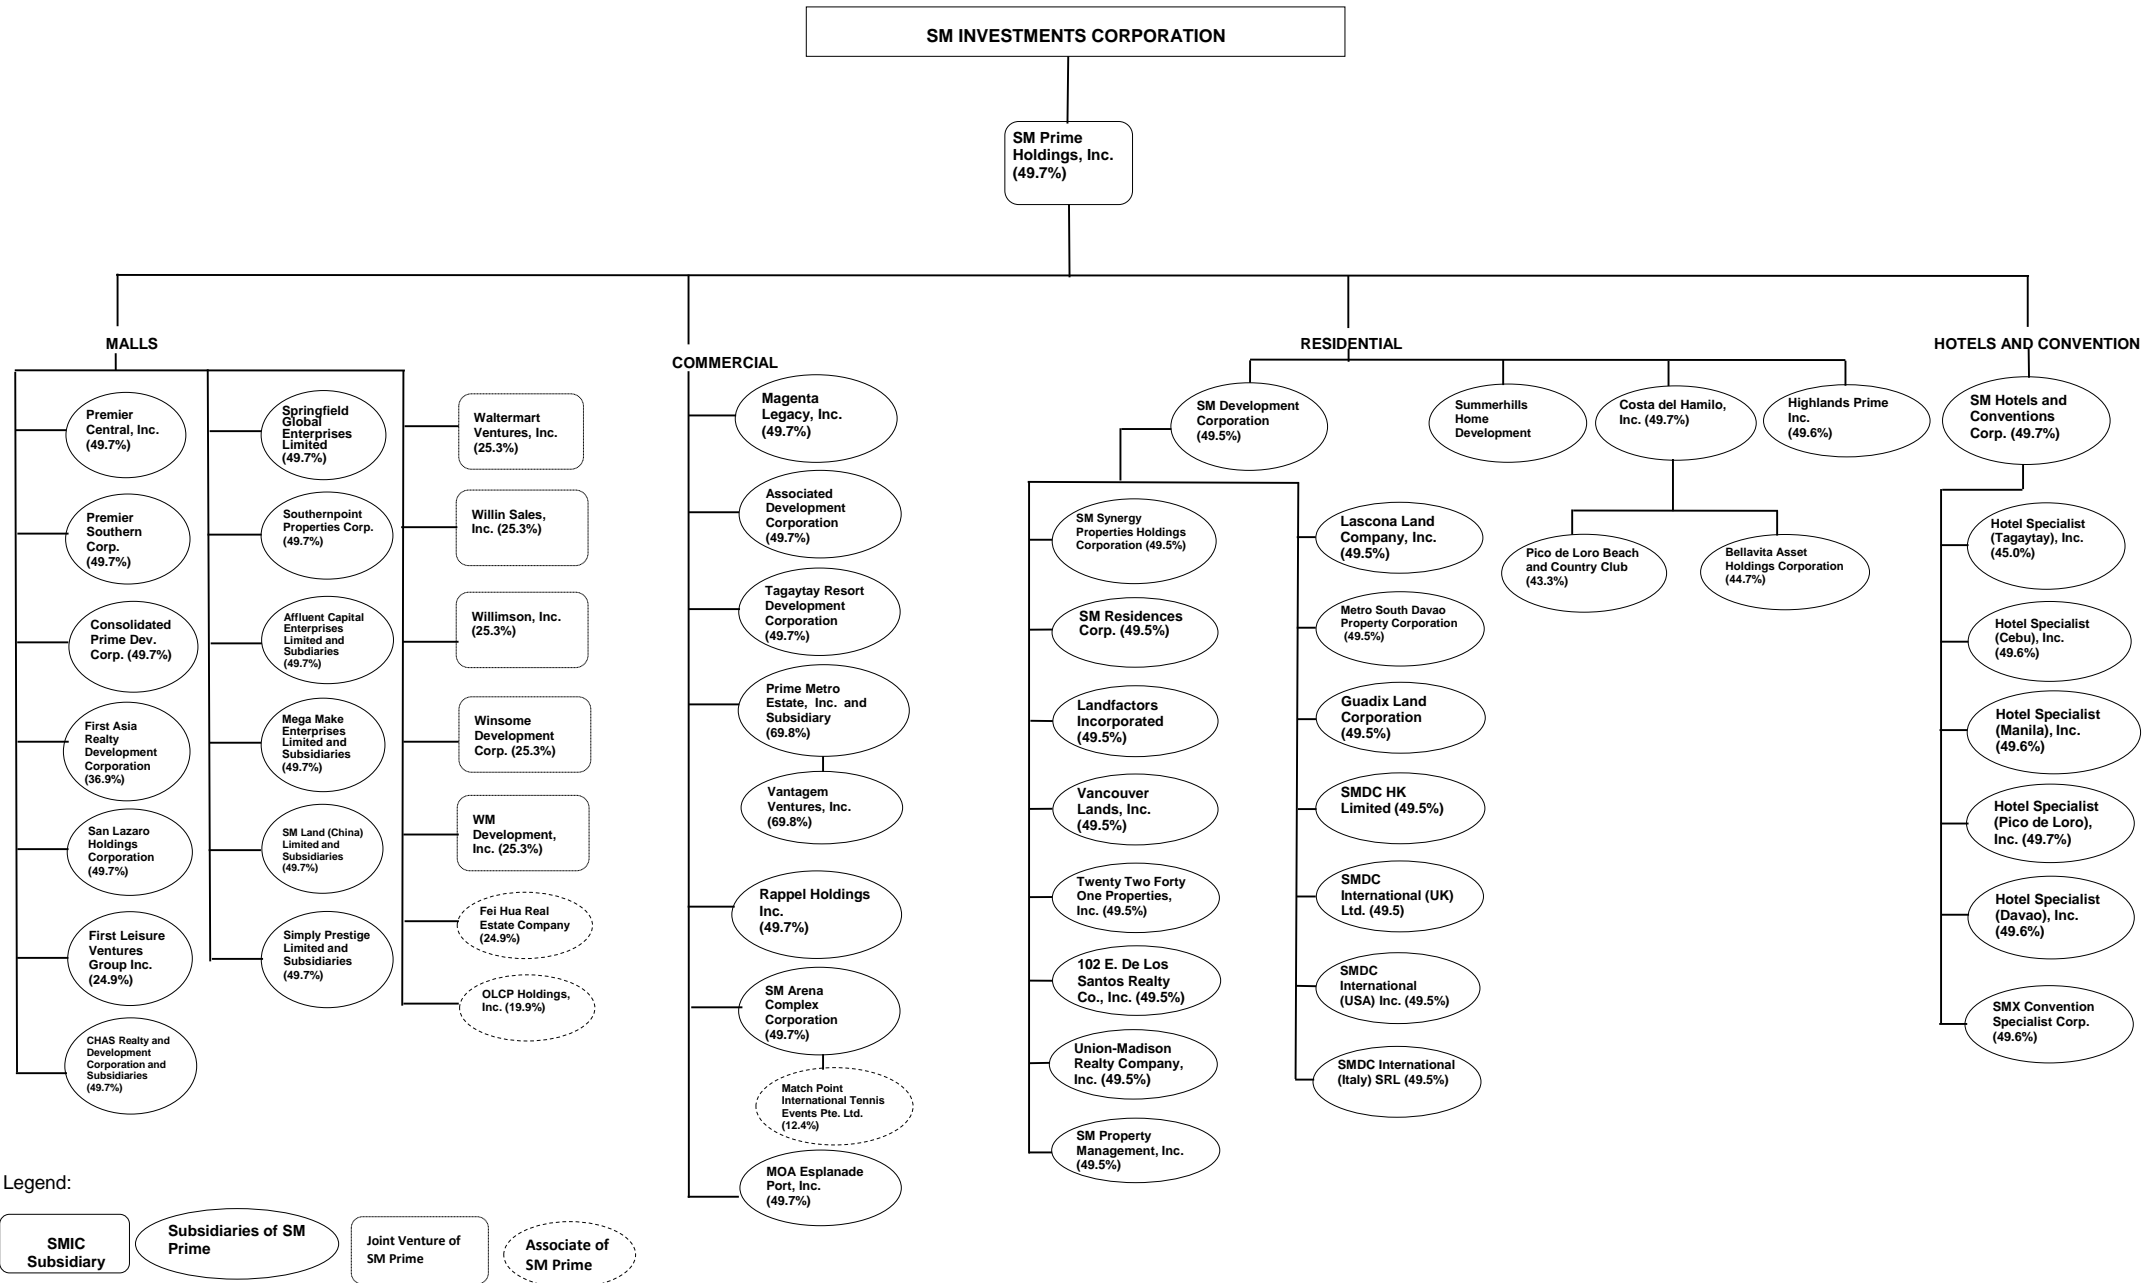 SM INVESTMENTS CORPORATION
SM Prime
Holdings, Inc.
(49.7%)
MALLS
Premier
Central, Inc.
(49.7%)
Premier
Southern
Corp.
(49.7%)
Consolidated
Prime Dev.
Corp. (49.7%)
First Asia
Realty
Development
Corporation
(36.9%)
San Lazaro
Holdings
Corporation
(49.7%)
First Leisure
Ventures
Group Inc.
(24.9%)
CHAS Realty and
Development
Corporation and
Subsidiaries
(49.7%)
Springfield
Global
Enterprises
Limited
(49.7%)
Southernpoint
Properties Corp.
(49.7%)
Affluent Capital
Enterprises
Limited and
Subdiaries
(49.7%)
Mega Make
Enterprises
Limited and
Subsidiaries
(49.7%)
SM Land (China)
Limited and
Subsidiaries
(49.7%)
Simply Prestige
Limited and
Subsidiaries
(49.7%)
Waltermart
Ventures, Inc.
(25.3%)
Willin Sales,
Inc. (25.3%)
Willimson, Inc.
(25.3%)
Winsome
Development
Corp. (25.3%)
WM
Development,
Inc. (25.3%)
Fei Hua Real
Estate Company
(24.9%)
OLCP Holdings,
Inc. (19.9%)
COMMERCIAL
Magenta
Legacy, Inc.
(49.7%)
Associated
Development
Corporation
(49.7%)
Tagaytay Resort
Development
Corporation
(49.7%)
Prime Metro
Estate, Inc. and
Subsidiary
(69.8%)
Vantagem
Ventures, Inc.
(69.8%)
Rappel Holdings
Inc.
(49.7%)
SM Arena
Complex
Corporation
(49.7%)
Match Point
International Tennis
Events Pte. Ltd.
(12.4%)
MOA Esplanade
Port, Inc.
(49.7%)
RESIDENTIAL
SM Development
Corporation
(49.5%)
Summerhills
Home
Development
Costa del Hamilo,
Inc. (49.7%)
Highlands Prime
Inc.
(49.6%)
SM Synergy
Properties Holdings
Corporation (49.5%)
SM Residences
Corp. (49.5%)
Landfactors
Incorporated
(49.5%)
Vancouver
Lands, Inc.
(49.5%)
Twenty Two Forty
One Properties,
Inc. (49.5%)
102 E. De Los
Santos Realty
Co., Inc. (49.5%)
Union-Madison
Realty Company,
Inc. (49.5%)
SM Property
Management, Inc.
(49.5%)
Lascona Land
Company, Inc.
(49.5%)
Metro South Davao
Property Corporation
(49.5%)
Guadix Land
Corporation
(49.5%)
SMDC HK
Limited (49.5%)
SMDC
International (UK)
Ltd. (49.5)
SMDC
International
(USA) Inc. (49.5%)
SMDC International
(Italy) SRL (49.5%)
Pico de Loro Beach
and Country Club
(43.3%)
Bellavita Asset
Holdings Corporation
(44.7%)
HOTELS AND CONVENTION
SM Hotels and
Conventions
Corp. (49.7%)
Hotel Specialist
(Tagaytay), Inc.
(45.0%)
Hotel Specialist
(Cebu), Inc.
(49.6%)
Hotel Specialist
(Manila), Inc.
(49.6%)
Hotel Specialist
(Pico de Loro),
Inc. (49.7%)
Hotel Specialist
(Davao), Inc.
(49.6%)
SMX Convention
Specialist Corp.
(49.6%)
Legend:
SMIC
Subsidiary
Subsidiaries of SM
Prime
Joint Venture of
SM Prime
Associate of
SM Prime